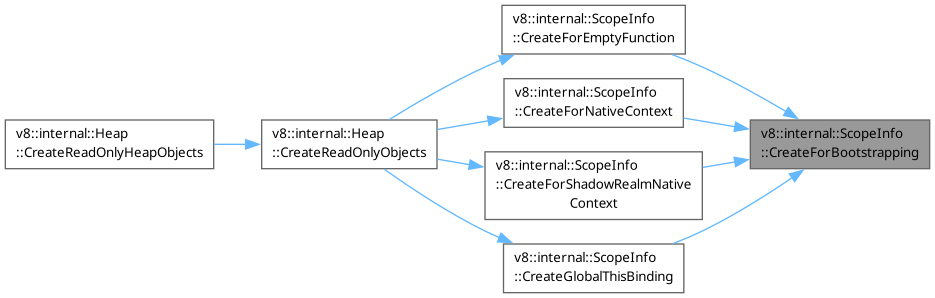 v8::internal::ScopeInfo
::CreateForEmptyFunction
v8::internal::ScopeInfo
::CreateForNativeContext
v8::internal::Heap
::CreateReadOnlyHeapObjects
v8::internal::Heap
::CreateReadOnlyObjects
v8::internal::ScopeInfo
::CreateForBootstrapping
v8::internal::ScopeInfo
::CreateForShadowRealmNative
Context
v8::internal::ScopeInfo
::CreateGlobalThisBinding